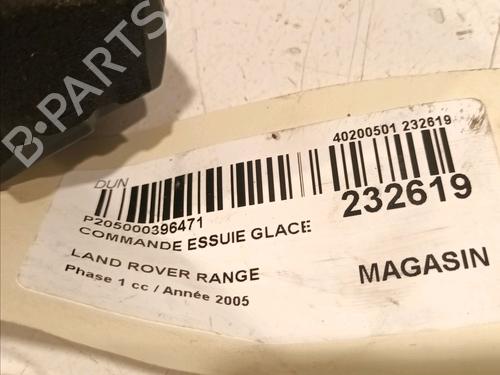 B-PARTS
40200501 232619
DUN
P205000396471
232619
COMMANDE ESSUIE GLACE
LAND ROVER RANGE
MAGASIN
Phase 1 cc / Année 2005